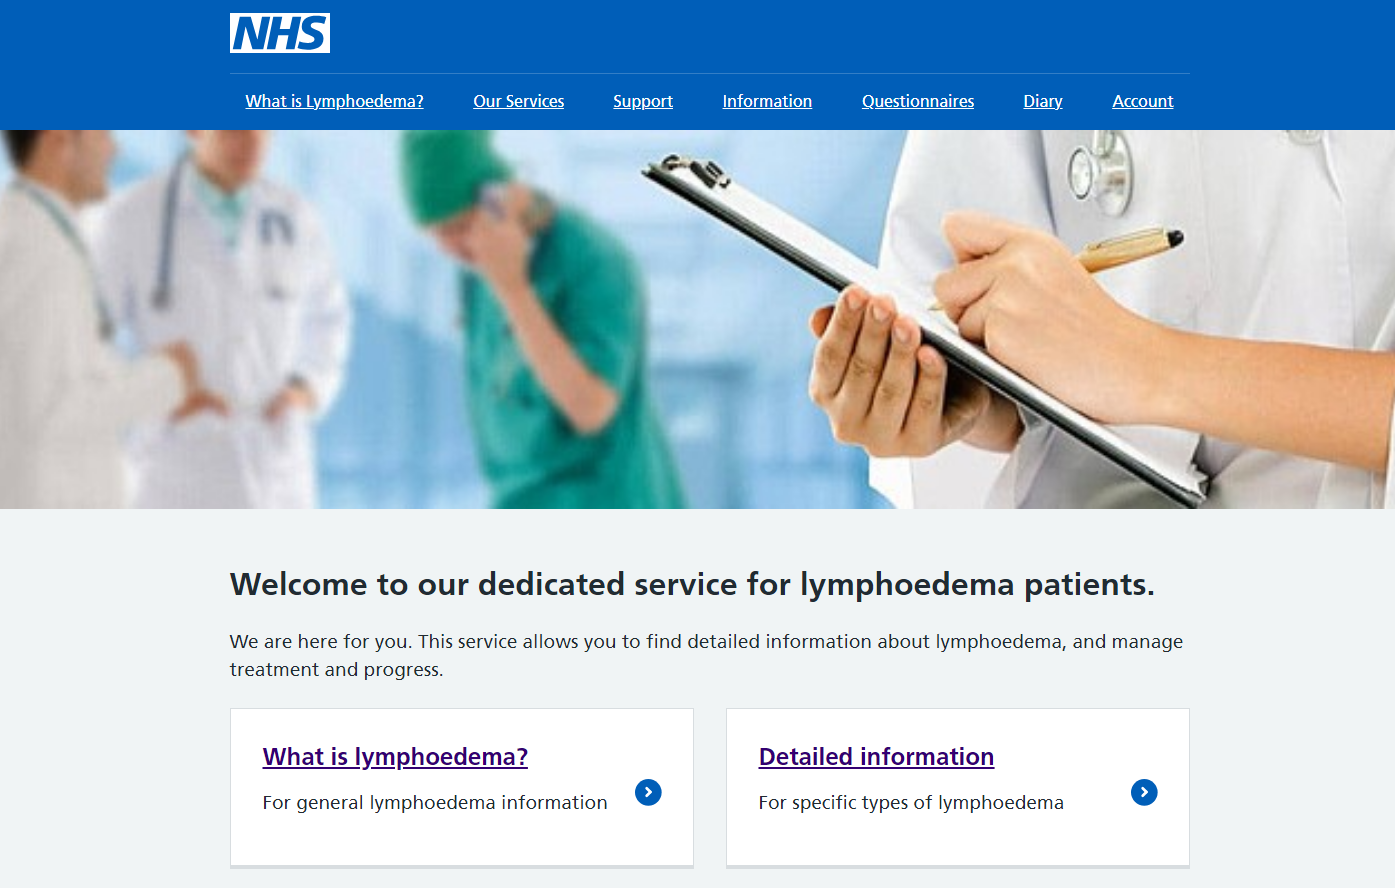 NHS
What is Lymphoedema? Our Services Support Information Questionnaires Diary Account
Welcome to our dedicated service for lymphoedema patients.
We are here for you. This service allows you to find detailed information about lymphoedema, and manage
treatment and progress.
What is lymphoedema?
For general lymphoedema information
Detailed information
For specific types of lymphoedema